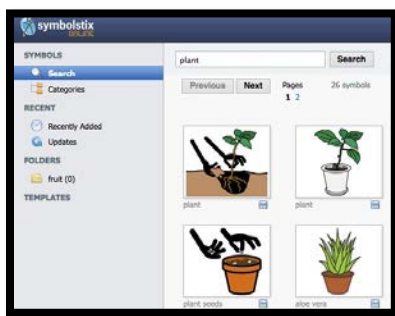 symbolstix
ONLINE
SYMBOLS
Search
Categories
RECENT
Recently Added
Updates
FOLDERS
fruit (0)
TEMPLATES
plant
Search
Previous
Next
Pages
26 symbols
1 2
plant
plant
plant seeds
aloe vera